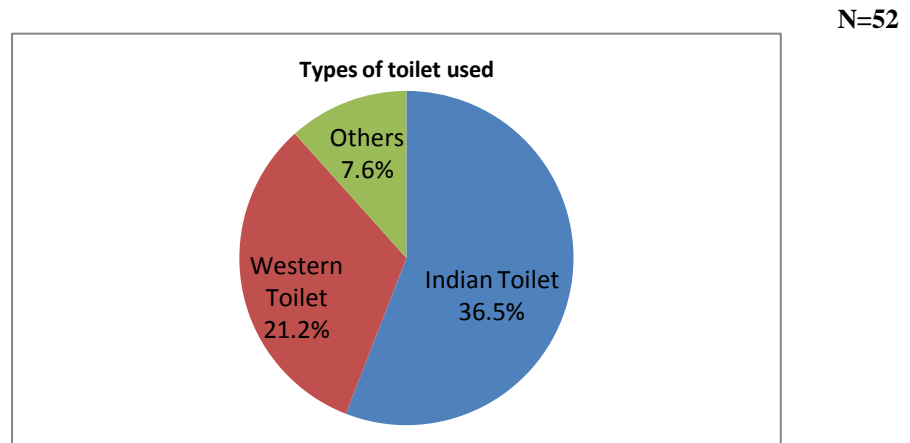 N=52
Types of toilet used
Others
7.6%
Western
Toilet
21.2%
Indian Toilet
36.5%